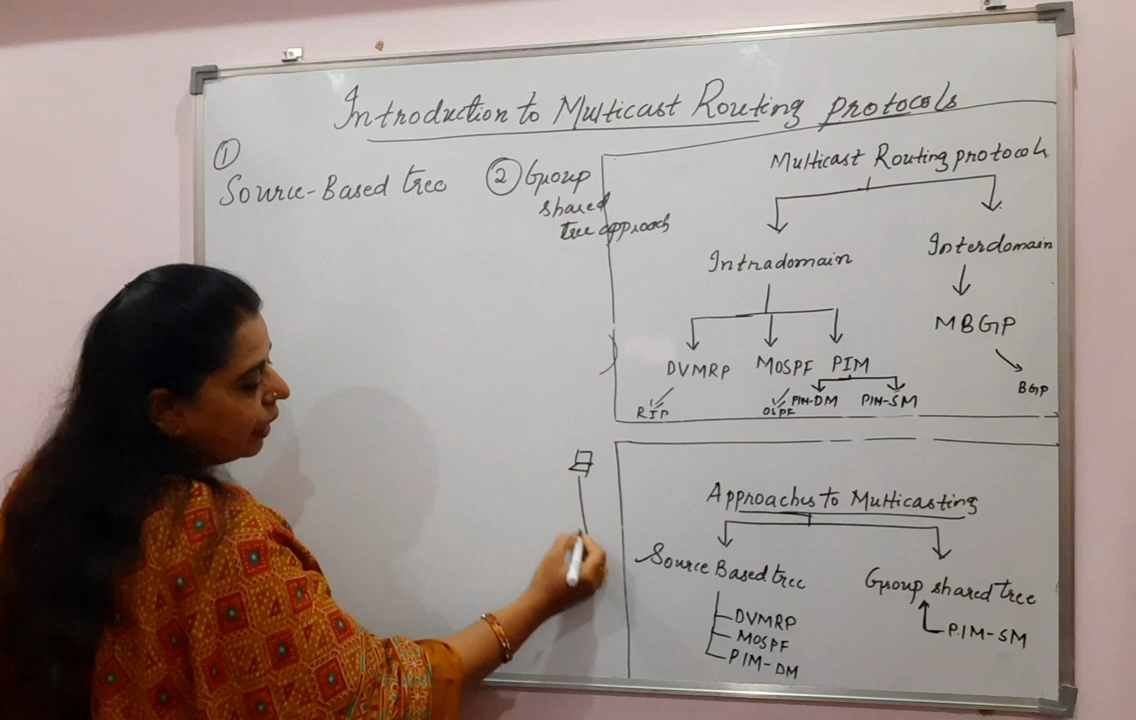 Introduction to Multicast Routing protocols
①
Source-Based tree
② Group
shared
tree approach
Multicast Routing protocols
Intradomain
Interdomain
MBGP
BGP
DVMRP
MOSPF
PIM
RIP
OSPF
PIM-DM
PIM-SM
Approaches to Multicasting
Source Based tree
DVMRP
MOSPF
PIM-DM
Group shared tree
PIM-SM